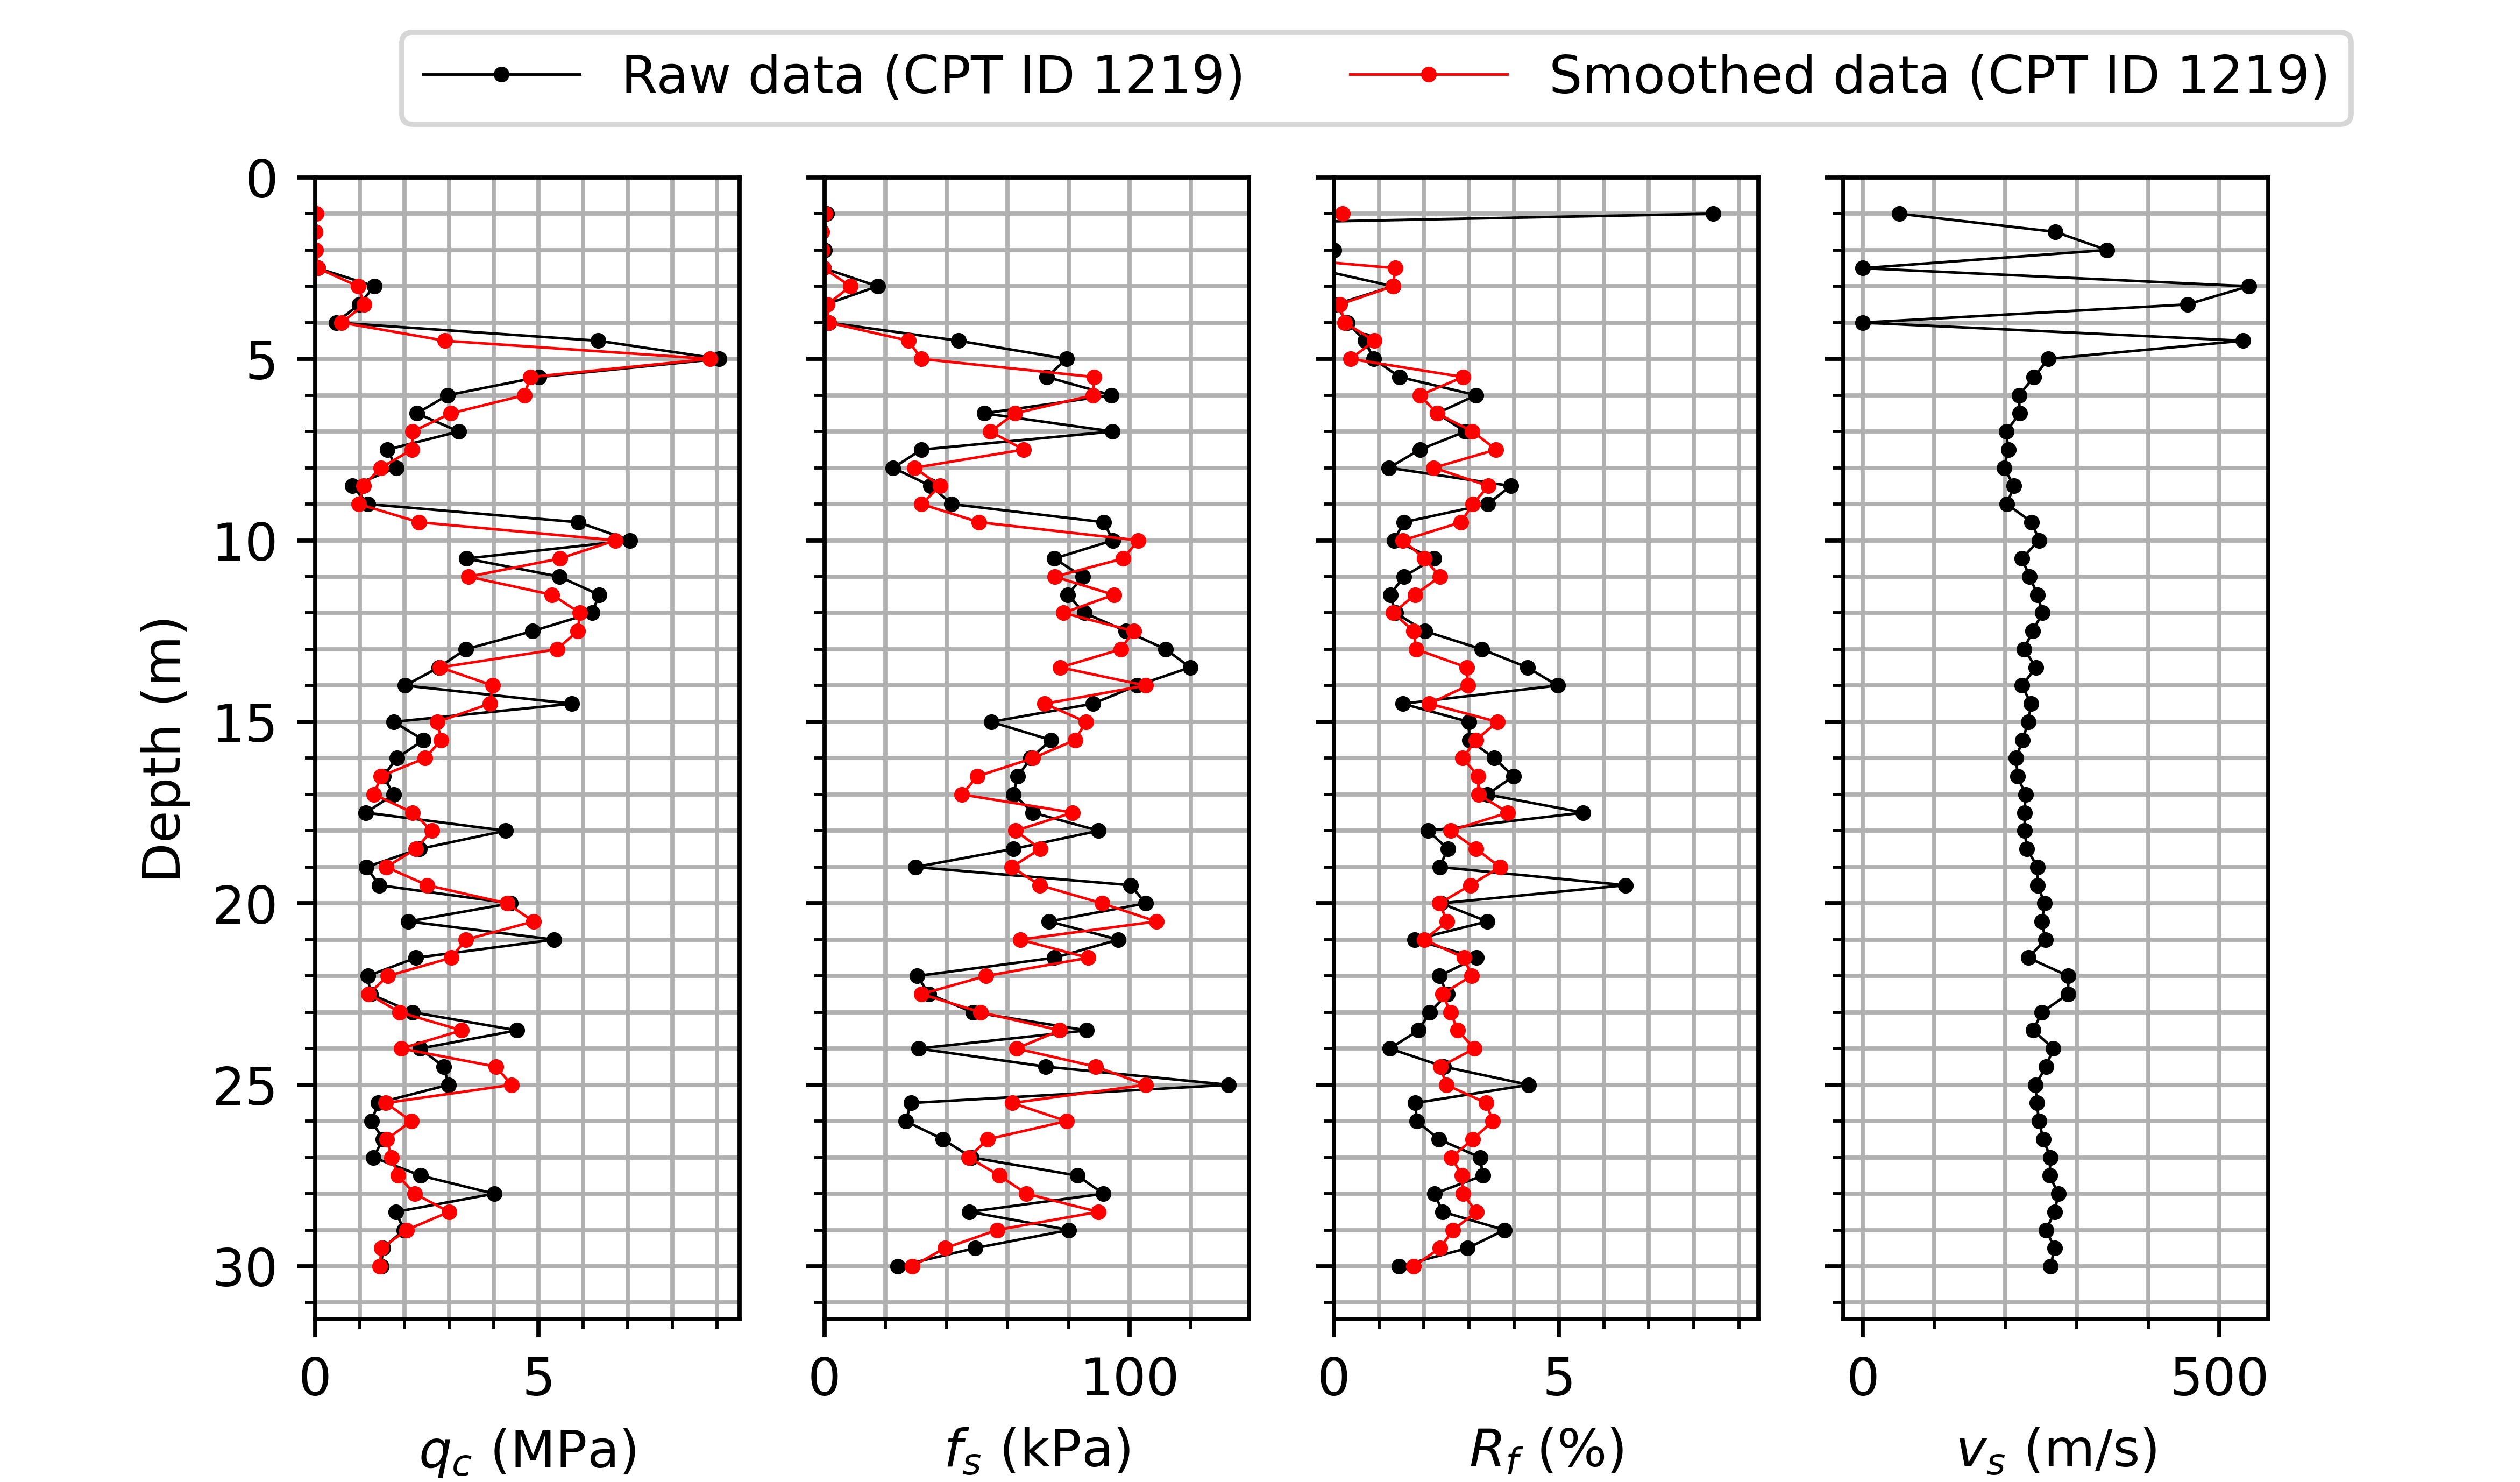 Raw data (CPT ID 1219) Smoothed data (CPT ID 1219)
0
5
10
15
20
25
30
Depth (m)
0 5 0 100 0 5 0 500
q_c (MPa) f_s (kPa) R_f (%) v_s (m/s)